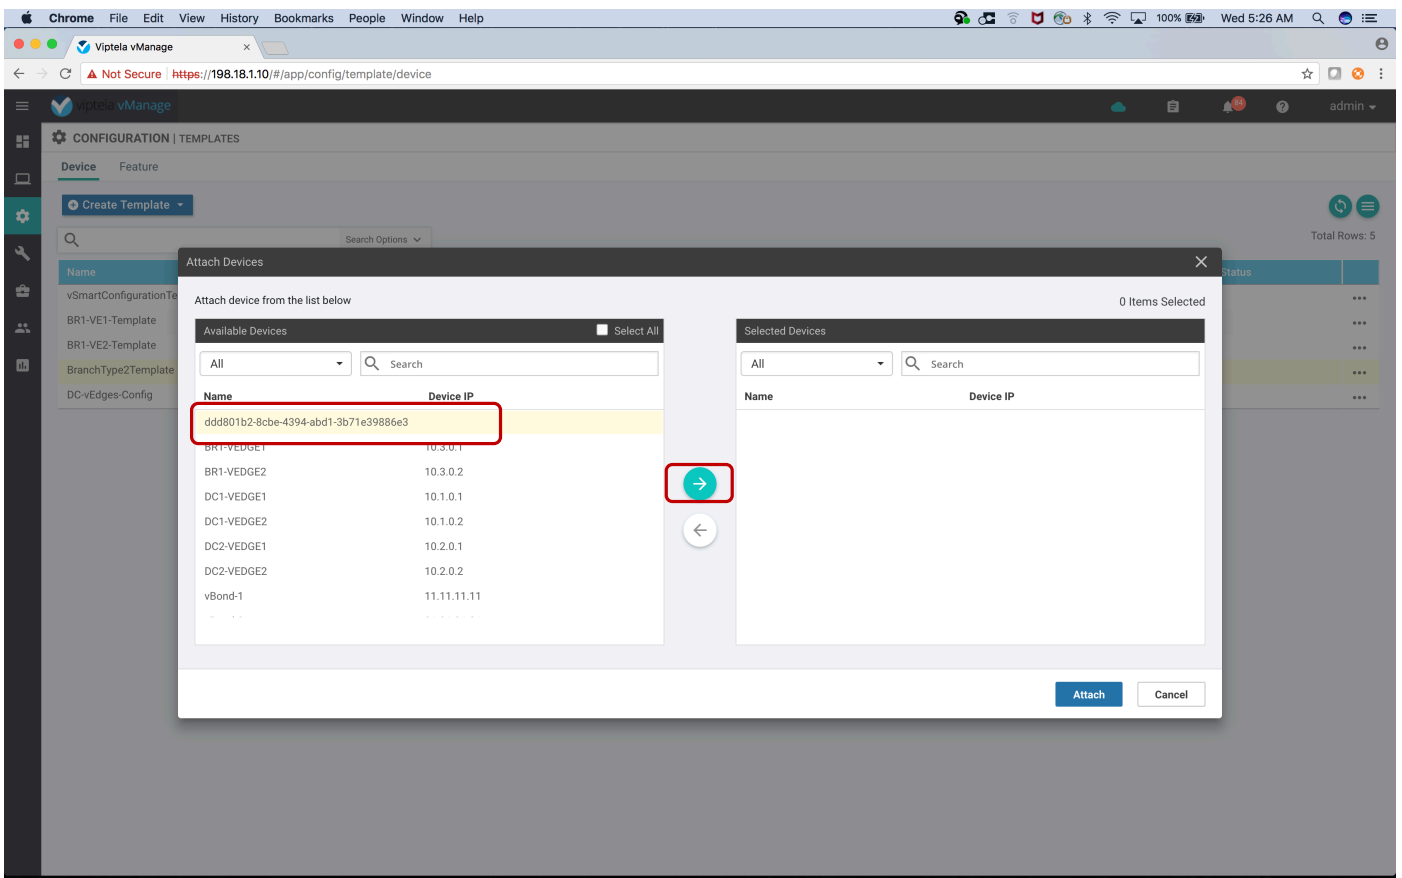 Chrome File Edit View History Bookmarks People Window Help 100% Wed 5:26 AM
Viptela vManage
Not Secure https://198.18.1.10/#/app/config/template/device
viptela vManage 84 admin
CONFIGURATION | TEMPLATES
Device Feature
Create Template
Search Options Total Rows: 5
Name Status
vSmartConfigurationTe
BR1-VE1-Template
BR1-VE2-Template
BranchType2Template
DC-vEdges-Config
Attach Devices
Attach device from the list below 0 Items Selected
Available Devices Select All Selected Devices
All Search All Search
Name Device IP Name Device IP
ddd801b2-8cbe-4394-abd1-3b71e39886e3
BR1-VEDGE1 10.3.0.1
BR1-VEDGE2 10.3.0.2
DC1-VEDGE1 10.1.0.1
DC1-VEDGE2 10.1.0.2
DC2-VEDGE1 10.2.0.1
DC2-VEDGE2 10.2.0.2
vBond-1 11.11.11.11
Attach Cancel